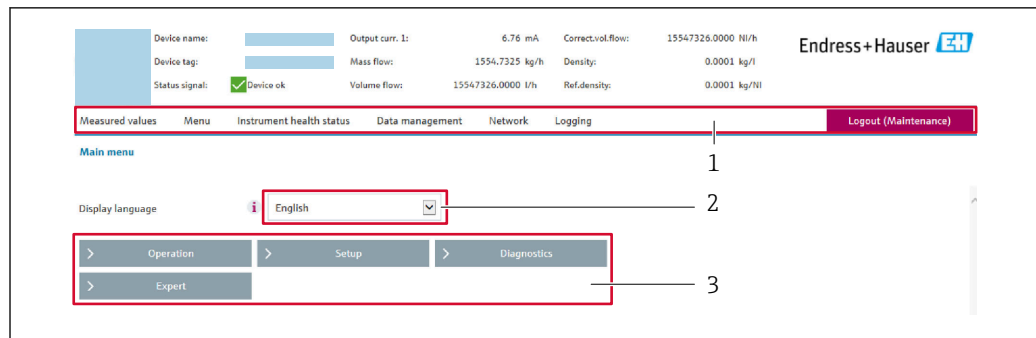 Device name: Output curr. 1: 6.76 mA Correct.vol.flow: 15547326.0000 Nl/h
Endress+Hauser EH
Device tag: Mass flow: 1554.7325 kg/h Density: 0.0001 kg/l
Status signal: Device ok Volume flow: 15547326.0000 l/h Ref.density: 0.0001 kg/Nl
Measured values Menu Instrument health status Data management Network Logging Logout (Maintenance)
1
Main menu
Display language i English 2
> Operation > Setup > Diagnostics
> Expert 3